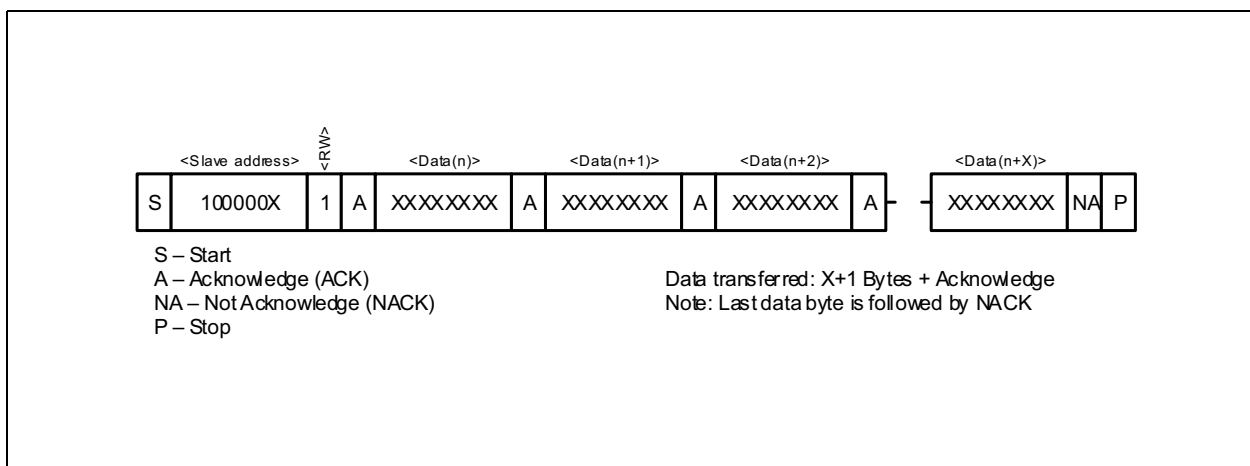 <RW>
<Slave address> <Data(n)> <Data(n+1)> <Data(n+2)> <Data(n+X)>
S 100000X 1 A XXXXXXXX A XXXXXXXX A XXXXXXXX A XXXXXXXX NA P
S – Start
A – Acknowledge (ACK)
NA – Not Acknowledge (NACK)
P – Stop
Data transferred: X+1 Bytes + Acknowledge
Note: Last data byte is followed by NACK